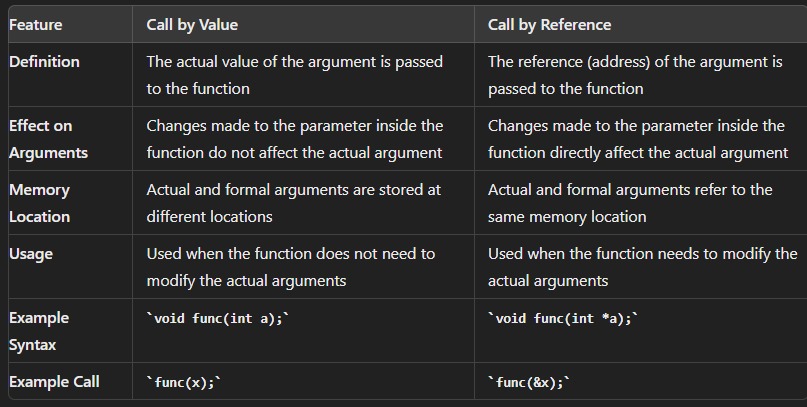 Feature Call by Value Call by Reference
Definition The actual value of the argument is passed The reference (address) of the argument is
to the function passed to the function
Effect on Changes made to the parameter inside the Changes made to the parameter inside the
Arguments function do not affect the actual argument function directly affect the actual argument
Memory Actual and formal arguments are stored at Actual and formal arguments refer to the
Location different locations same memory location
Usage Used when the function does not need to Used when the function needs to modify the
modify the actual arguments actual arguments
Example `void func(int a);` `void func(int *a);`
Syntax
Example Call `func(x);` `func(&x);`